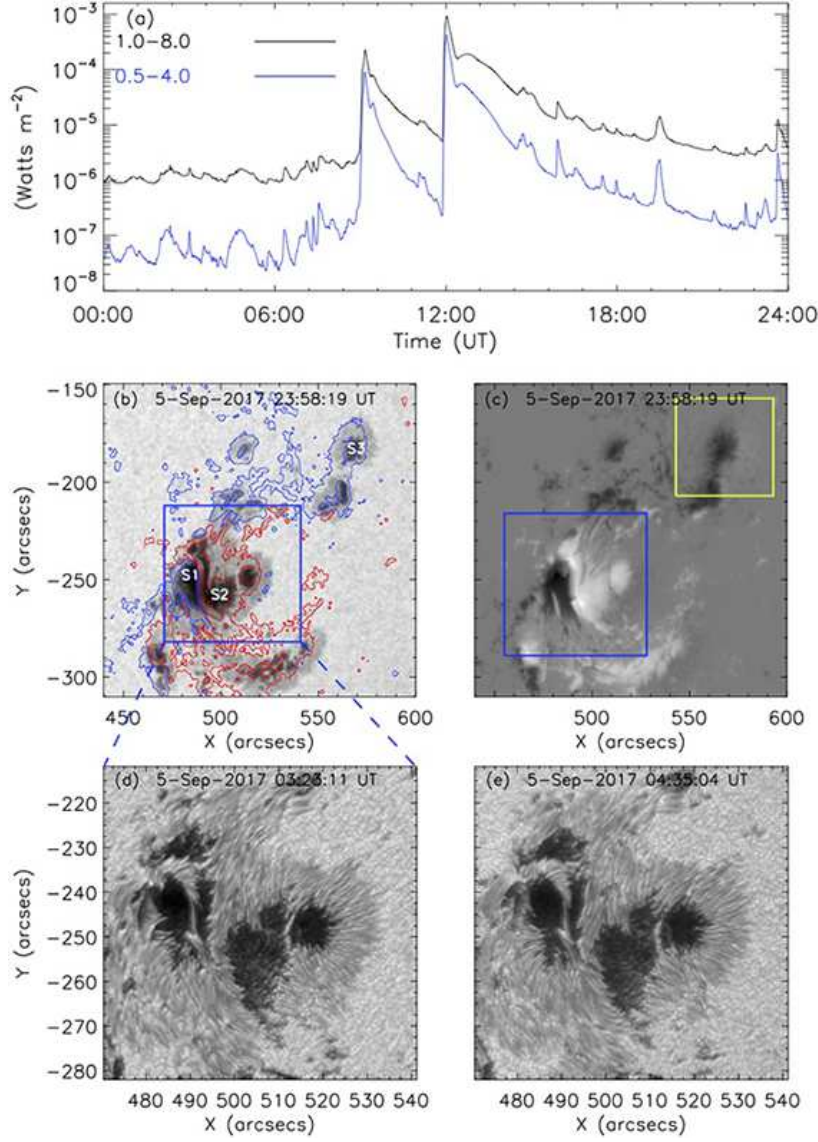 (a)
1.0−8.0
0.5−4.0
10−3
10−4
10−5
10−6
10−7
10−8
(Watts m−2)
00:00 06:00 12:00 18:00 24:00
Time (UT)
(b) 5-Sep-2017 23:58:19 UT
(c) 5-Sep-2017 23:58:19 UT
S3
S1
S2
−150
−200
−250
−300
Y (arcsecs)
450 500 550 600
500 550 600
X (arcsecs)
X (arcsecs)
(d) 5-Sep-2017 03:23:11 UT
(e) 5-Sep-2017 04:35:04 UT
−220
−230
−240
−250
−260
−270
−280
Y (arcsecs)
480 490 500 510 520 530 540
480 490 500 510 520 530 540
X (arcsecs)
X (arcsecs)